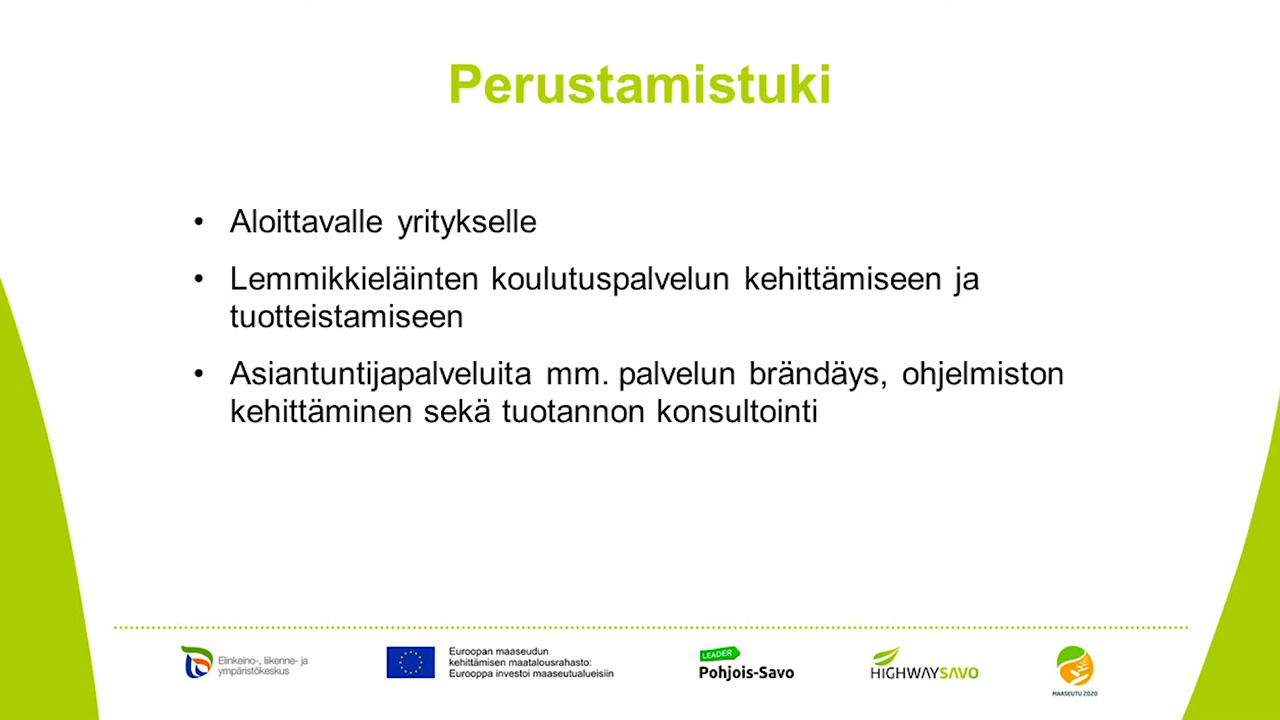 Perustamistuki
• Aloittavalle yritykselle
• Lemmikkieläinten koulutuspalvelun kehittämiseen ja
tuotteistamiseen
• Asiantuntijapalveluita mm. palvelun brändäys, ohjelmiston
kehittäminen sekä tuotannon konsultointi
Elinkeino-, liikenne- ja
ympäristökeskus
Euroopan maaseudun
kehittämisen maatalousrahasto:
Eurooppa investoi maaseutualueisiin
LEADER
Pohjois-Savo
HIGHWAYSAVO
MAASEUTU 2020